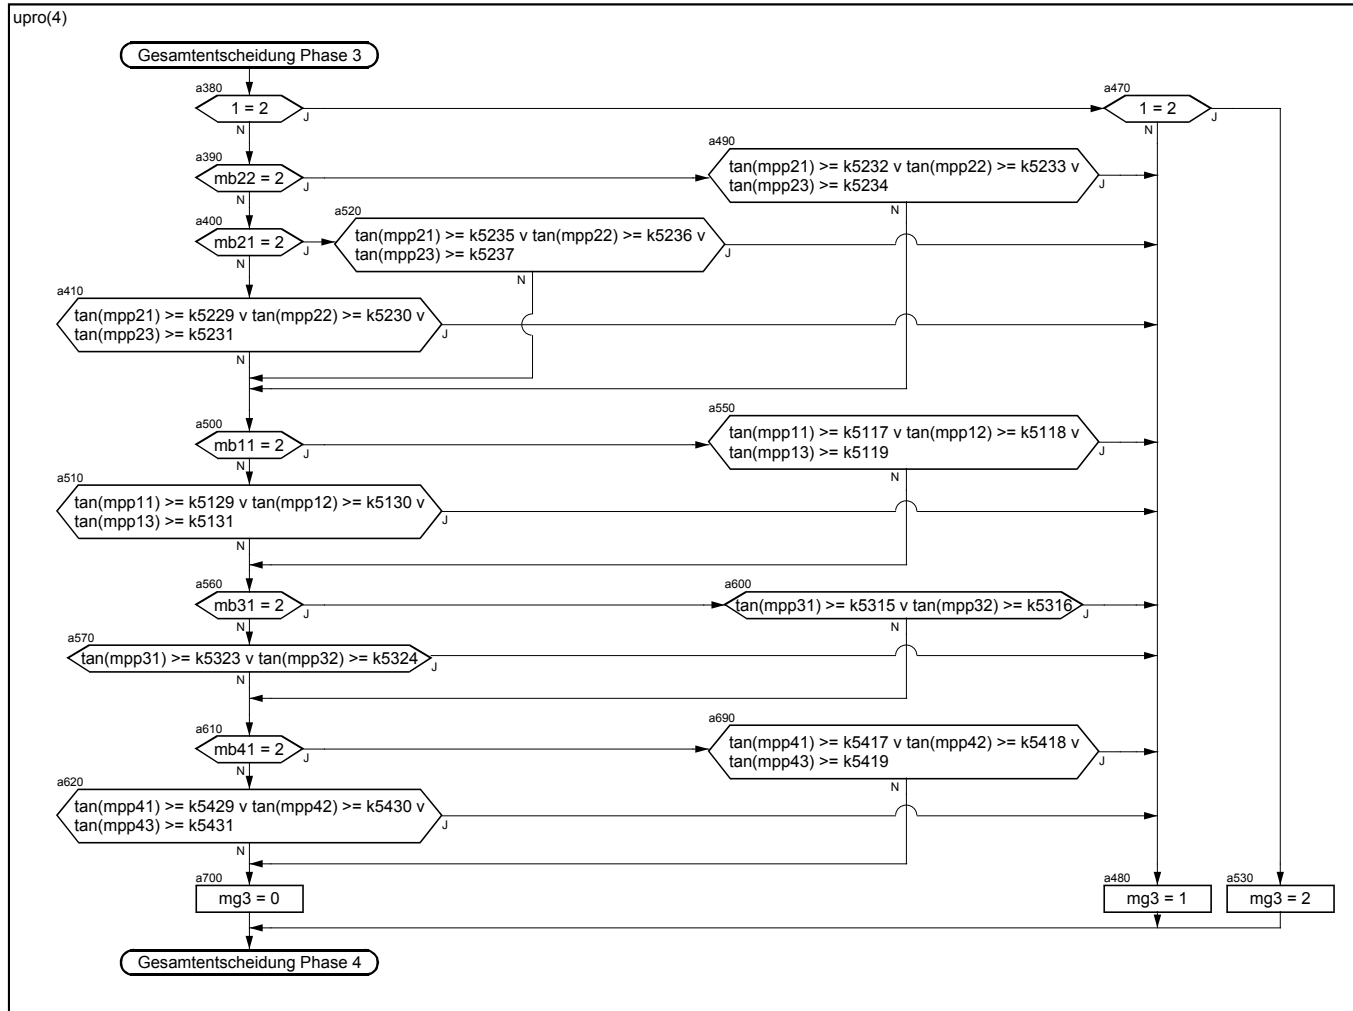 upro(4)
Gesamtentscheidung Phase 3
a380
1 = 2
J
N
a470
1 = 2
J
N
a390
mb22 = 2
J
N
a490
tan(mpp21) >= k5232 v tan(mpp22) >= k5233 v
tan(mpp23) >= k5234
J
N
a400
mb21 = 2
J
N
a520
tan(mpp21) >= k5235 v tan(mpp22) >= k5236 v
tan(mpp23) >= k5237
J
N
a410
tan(mpp21) >= k5229 v tan(mpp22) >= k5230 v
tan(mpp23) >= k5231
J
N
a500
mb11 = 2
J
N
a550
tan(mpp11) >= k5117 v tan(mpp12) >= k5118 v
tan(mpp13) >= k5119
J
N
a510
tan(mpp11) >= k5129 v tan(mpp12) >= k5130 v
tan(mpp13) >= k5131
J
N
a560
mb31 = 2
J
N
a600
tan(mpp31) >= k5315 v tan(mpp32) >= k5316
J
N
a570
tan(mpp31) >= k5323 v tan(mpp32) >= k5324
J
N
a610
mb41 = 2
J
N
a690
tan(mpp41) >= k5417 v tan(mpp42) >= k5418 v
tan(mpp43) >= k5419
J
N
a620
tan(mpp41) >= k5429 v tan(mpp42) >= k5430 v
tan(mpp43) >= k5431
J
N
a700
mg3 = 0
a480
mg3 = 1
a530
mg3 = 2
Gesamtentscheidung Phase 4